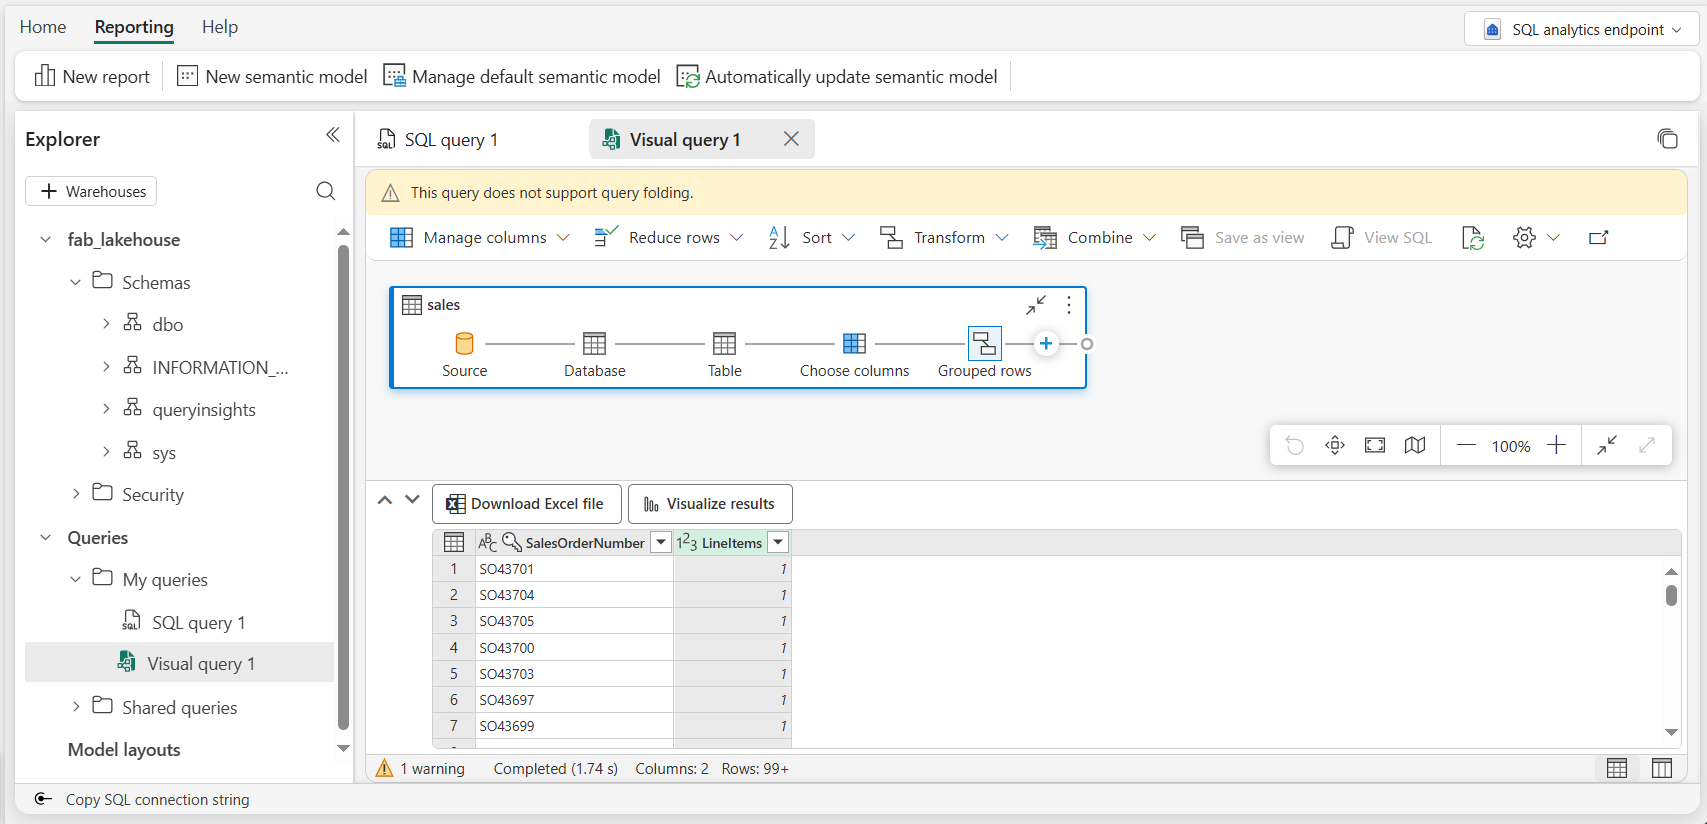 Home Reporting Help SQL analytics endpoint
New report New semantic model Manage default semantic model Automatically update semantic model
Explorer
+ Warehouses
fab_lakehouse
Schemas
dbo
INFORMATION_...
queryinsights
sys
Security
Queries
My queries
SQL query 1
Visual query 1
Shared queries
Model layouts
SQL query 1 Visual query 1
This query does not support query folding.
Manage columns Reduce rows Sort Transform Combine Save as view View SQL
sales
Source Database Table Choose columns Grouped rows
100%
Download Excel file Visualize results
SalesOrderNumber LineItems
1 SO43701 1
2 SO43704 1
3 SO43705 1
4 SO43700 1
5 SO43703 1
6 SO43697 1
7 SO43699 1
1 warning Completed (1.74 s) Columns: 2 Rows: 99+
Copy SQL connection string